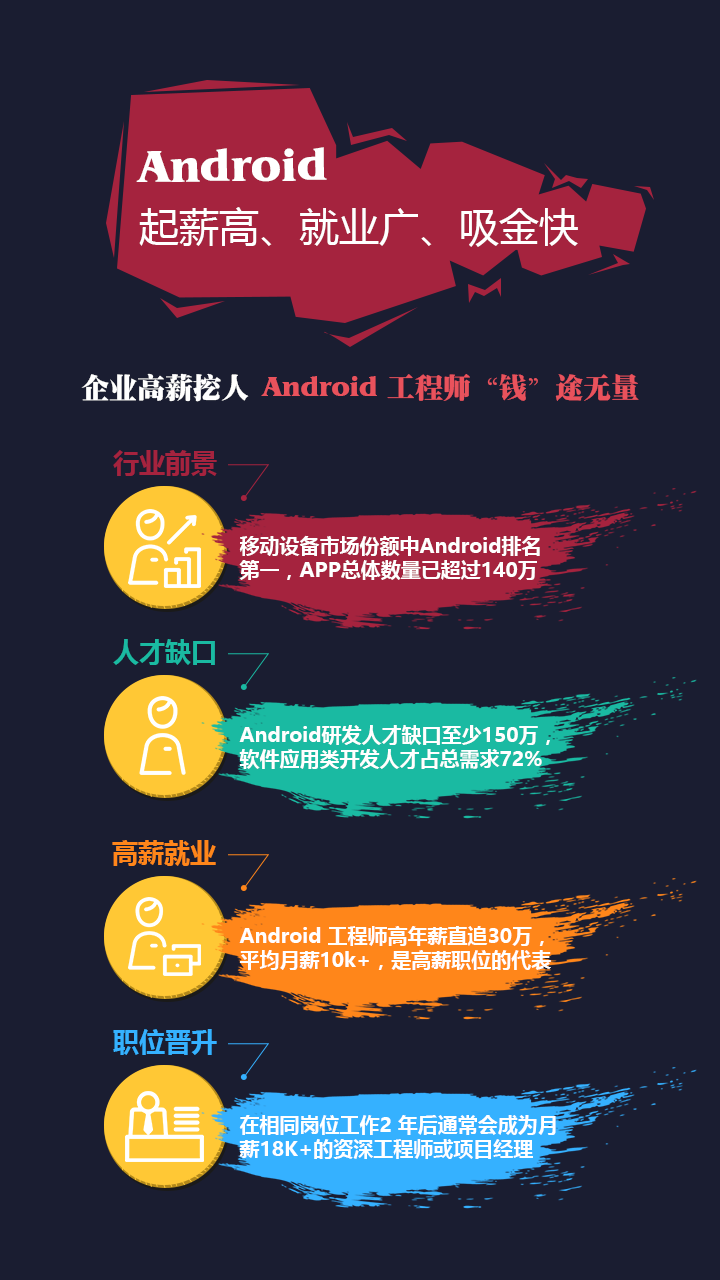 Android
起薪高、就业广、吸金快
企业高薪挖人 Android 工程师“钱”途无量
行业前景
移动设备市场份额中Android排名
第一，APP总体数量已超过140万
人才缺口
Android研发人才缺口至少150万，
软件应用类开发人才占总需求72%
高薪就业
Android 工程师高年薪直追30万，
平均月薪10k+，是高薪职位的代表
职位晋升
在相同岗位工作2 年后通常会成为月
薪18K+的资深工程师或项目经理